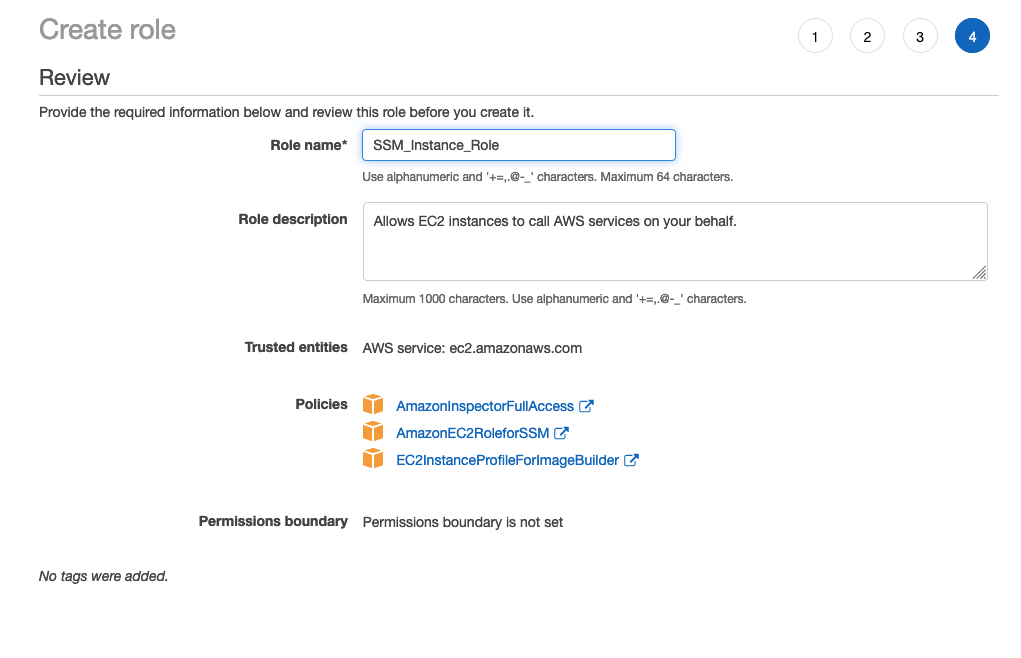 Create role
1 2 3 4
Review
Provide the required information below and review this role before you create it.
Role name* SSM_Instance_Role
Use alphanumeric and '+=,.@-_' characters. Maximum 64 characters.
Role description Allows EC2 instances to call AWS services on your behalf.
Maximum 1000 characters. Use alphanumeric and '+=,.@-_' characters.
Trusted entities AWS service: ec2.amazonaws.com
Policies AmazonInspectorFullAccess
AmazonEC2RoleforSSM
EC2InstanceProfileForImageBuilder
Permissions boundary Permissions boundary is not set
No tags were added.